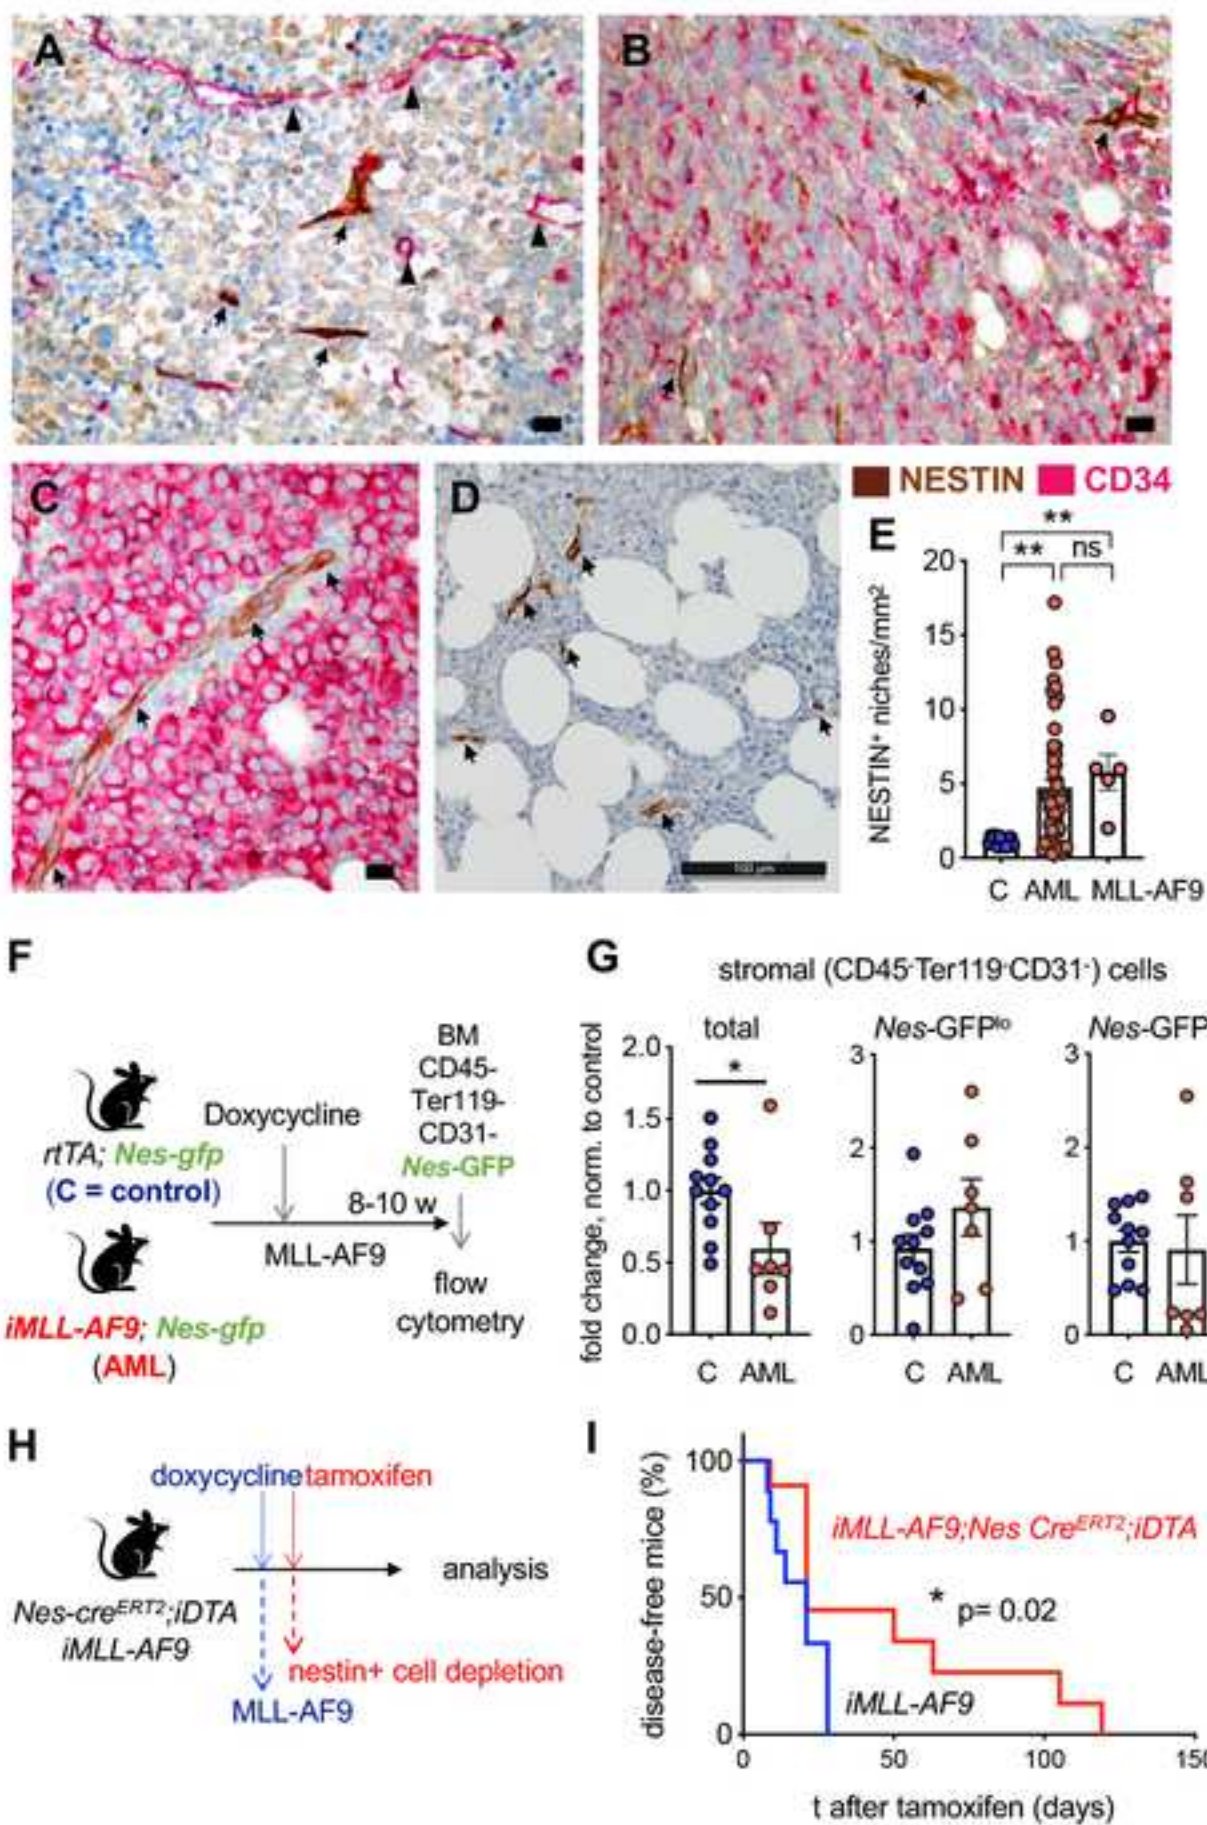 A
B
C
D
NESTIN CD34
E
**
** ns
NESTIN⁺ niches/mm²
20
15
10
5
0
C AML MLL-AF9
100 µm
F
rtTA; Nes-gfp
(C = control)
iMLL-AF9; Nes-gfp
(AML)
Doxycycline
8-10 w
MLL-AF9
BM
CD45-
Ter119-
CD31-
Nes-GFP
flow
cytometry
G
stromal (CD45⁻Ter119⁻CD31⁻) cells
fold change, norm. to control
total
*
2.0
1.5
1.0
0.5
0.0
C AML
Nes-GFPˡᵒ
3
2
1
0
C AML
Nes-GFP
3
2
1
0
C AML
H
doxycycline tamoxifen
analysis
Nes-creᴱᴿᵀ²;iDTA
iMLL-AF9
nestin+ cell depletion
MLL-AF9
I
disease-free mice (%)
100
50
0
iMLL-AF9;Nes Creᴱᴿᵀ²;iDTA
*
p= 0.02
iMLL-AF9
0 50 100
t after tamoxifen (days)